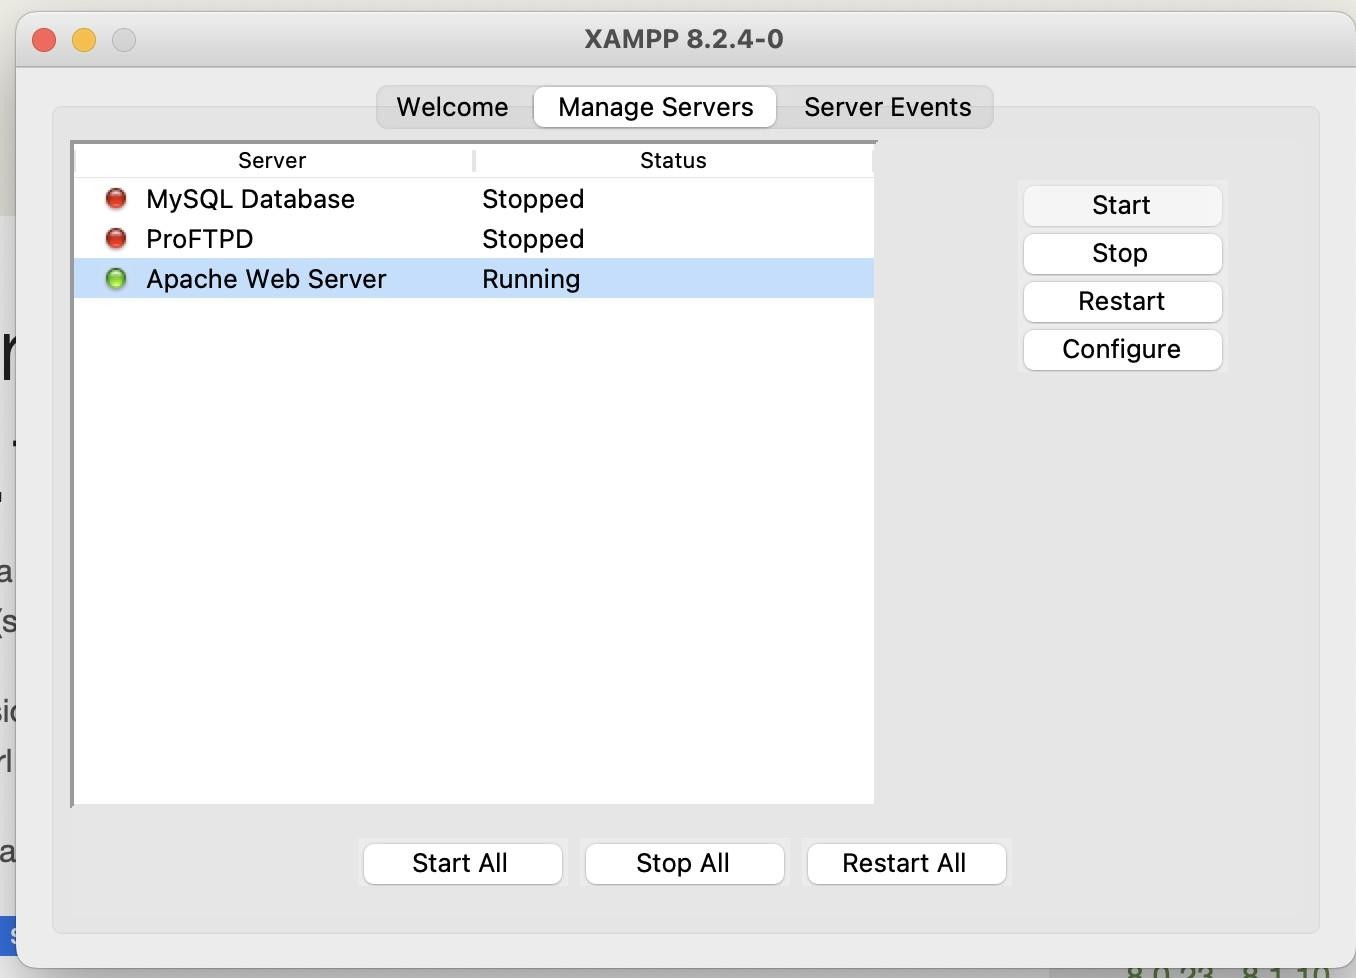 XAMPP 8.2.4-0
Welcome Manage Servers Server Events
Server Status
MySQL Database Stopped
ProFTPD Stopped
Apache Web Server Running
Start
Stop
Restart
Configure
Start All Stop All Restart All